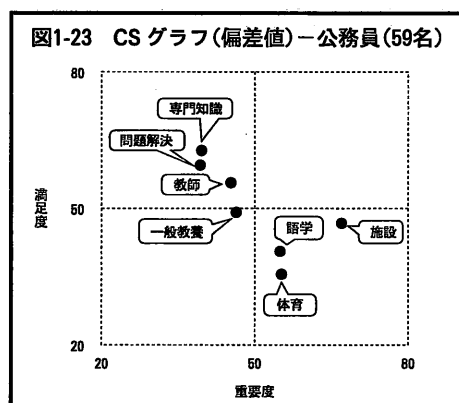 図1-23 CS グラフ(偏差値)－公務員(59名)
80
専門知識
問題解決
教師
満足度
50
一般教養
語学
施設
体育
20
20
50
80
重要度